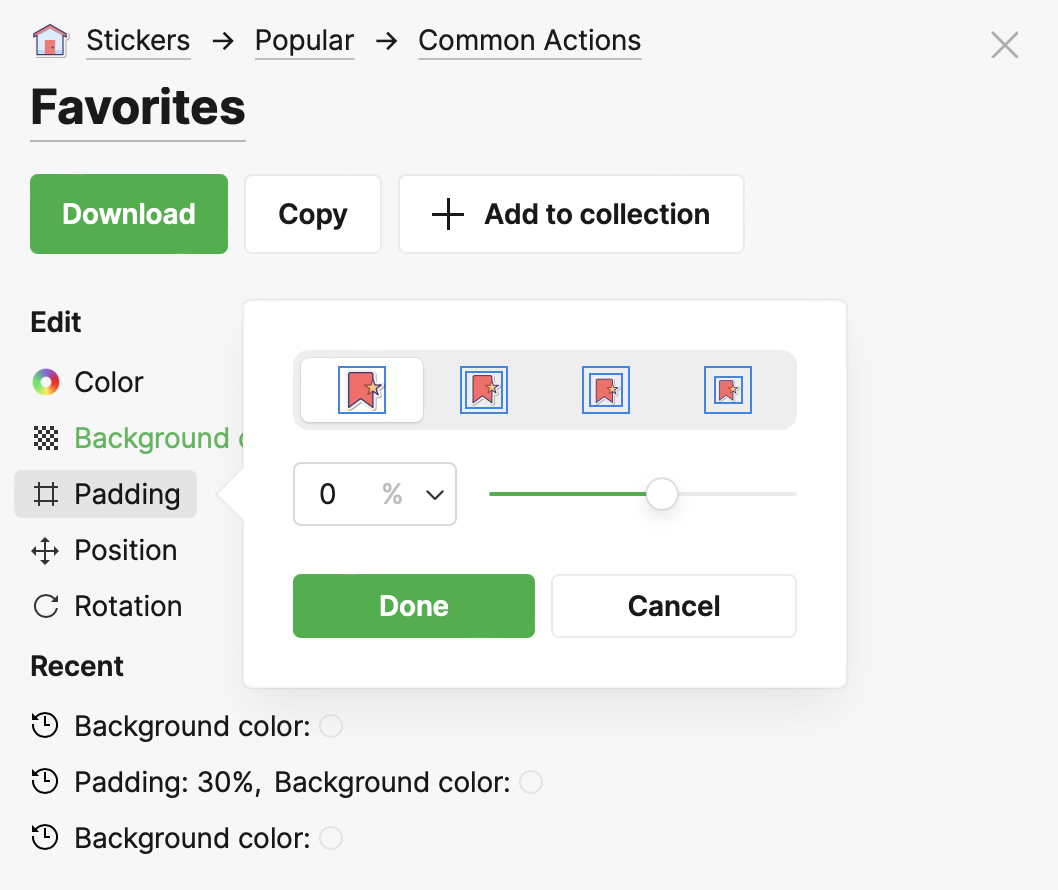 Stickers → Popular → Common Actions
Favorites
Download Copy + Add to collection
Edit
Color
Background
Padding
0 %
Position
Rotation
Done Cancel
Recent
Background color:
Padding: 30%, Background color:
Background color: